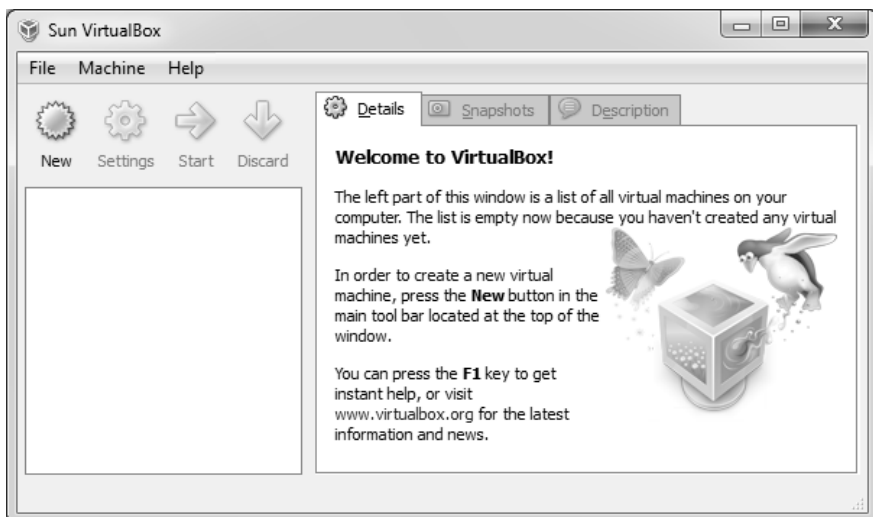 Sun VirtualBox
File Machine Help
New Settings Start Discard
Details Snapshots Description
Welcome to VirtualBox!
The left part of this window is a list of all virtual machines on your
computer. The list is empty now because you haven't created any virtual
machines yet.
In order to create a new virtual
machine, press the New button in the
main tool bar located at the top of the
window.
You can press the F1 key to get
instant help, or visit
www.virtualbox.org for the latest
information and news.